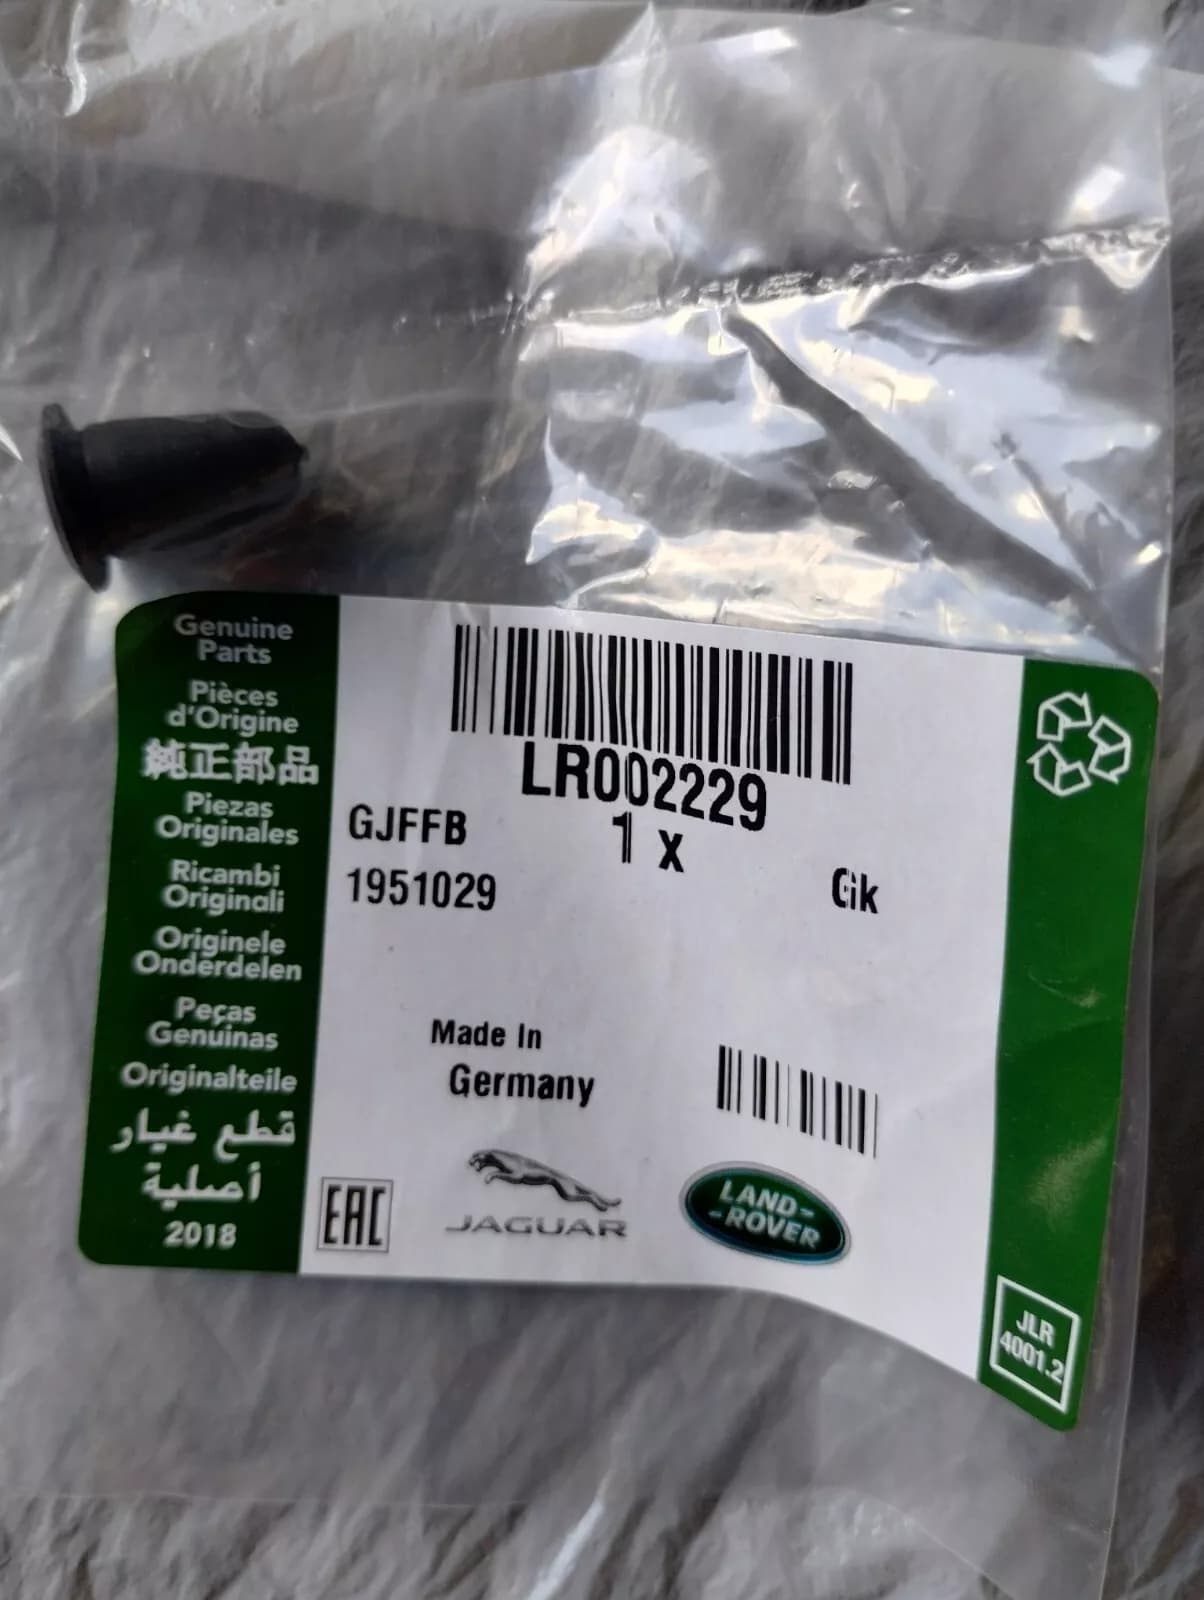 Genuine
Parts
Pièces
d'Origine
純正部品
Piezas
Originales
Ricambi
Originali
Originele
Onderdelen
Peças
Genuínas
Originalteile
قطع غيار
أصلية
2018
LR002229
GJFFB
1 x
1951029
Gik
Made In
Germany
EAC
JAGUAR
LAND-
-ROVER
JLR
4001.2